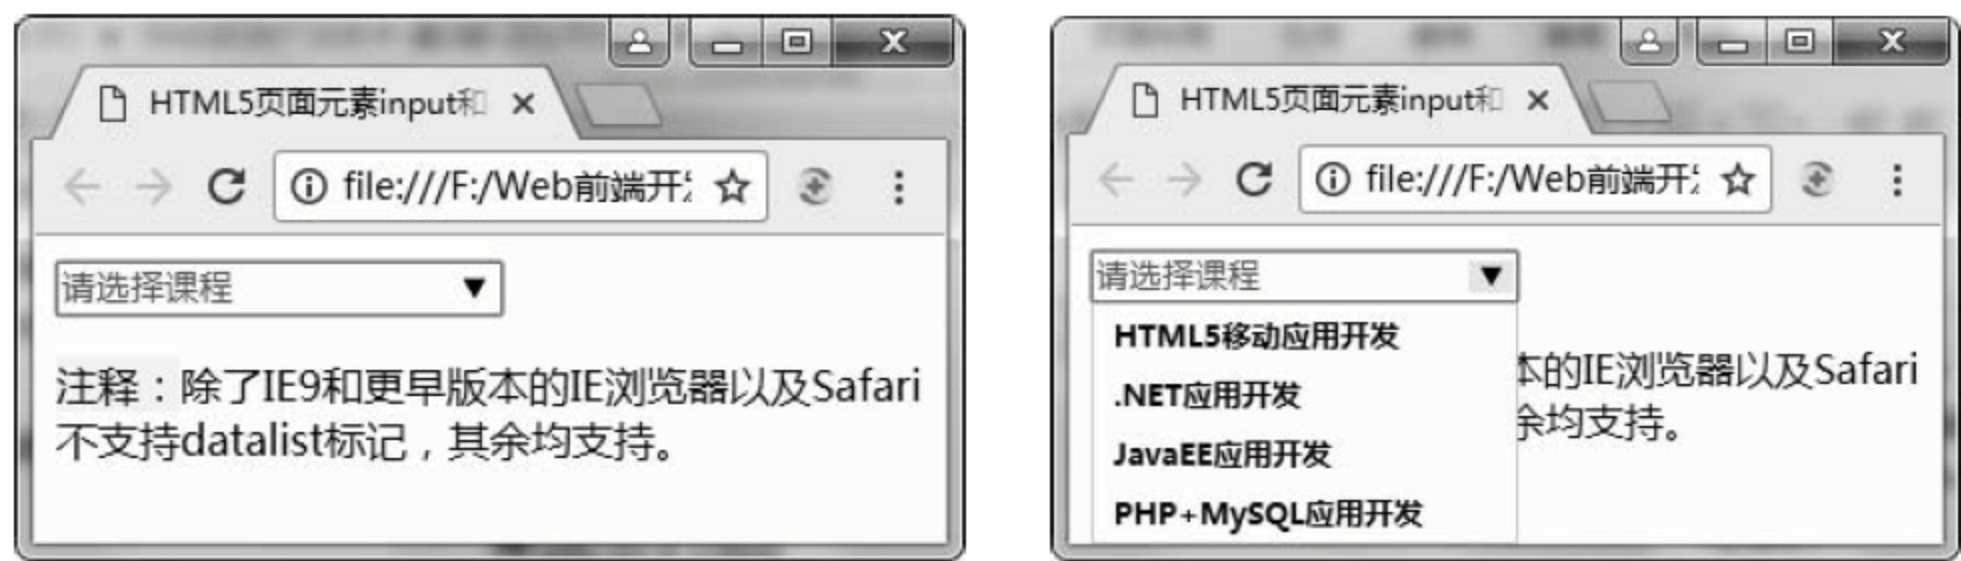 HTML5页面元素input和
file:///F:/Web前端开
请选择课程
注释：除了IE9和更早版本的IE浏览器以及Safari
不支持datalist标记，其余均支持。
HTML5页面元素input和
file:///F:/Web前端开
请选择课程
HTML5移动应用开发
.NET应用开发
本的IE浏览器以及Safari
JavaEE应用开发
余均支持。
PHP+MySQL应用开发